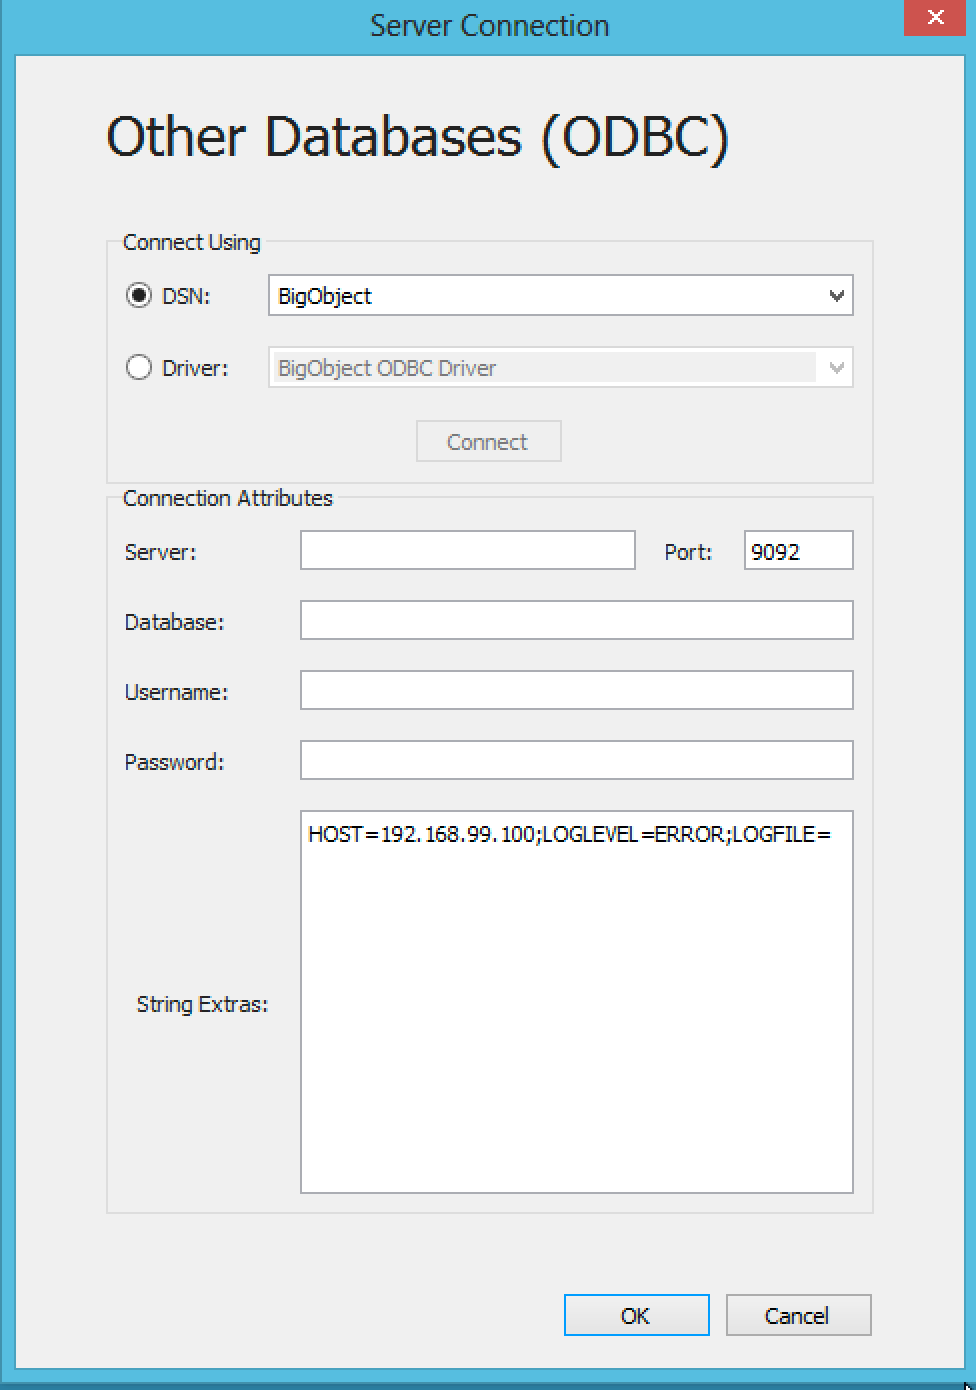 Server Connection
Other Databases (ODBC)
Connect Using
DSN: BigObject
Driver: BigObject ODBC Driver
Connect
Connection Attributes
Server: Port: 9092
Database:
Username:
Password:
HOST=192.168.99.100;LOGLEVEL=ERROR;LOGFILE=
String Extras:
OK Cancel